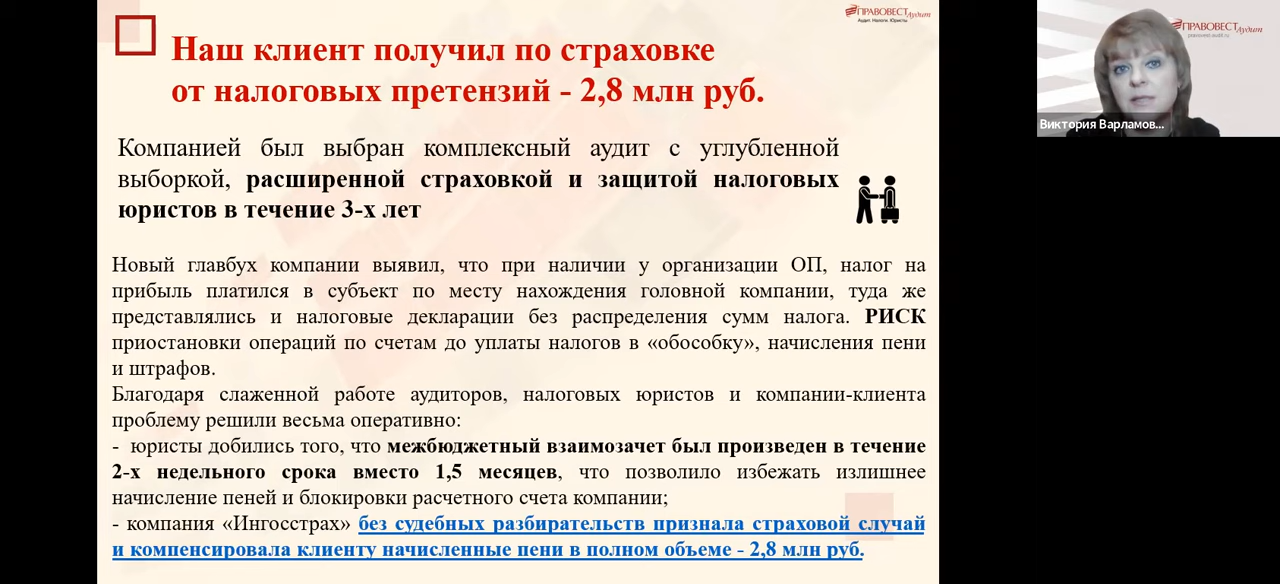 ПРАВОВЕСТ Аудит
Аудит. Налоги. Юристы
Наш клиент получил по страховке
от налоговых претензий - 2,8 млн руб.
Компанией был выбран комплексный аудит с углубленной
выборкой, расширенной страховкой и защитой налоговых
юристов в течение 3-х лет
Новый главбух компании выявил, что при наличии у организации ОП, налог на
прибыль платился в субъект по месту нахождения головной компании, туда же
представлялись и налоговые декларации без распределения сумм налога. РИСК
приостановки операций по счетам до уплаты налогов в «обособку», начисления пени
и штрафов.
Благодаря слаженной работе аудиторов, налоговых юристов и компании-клиента
проблему решили весьма оперативно:
- юристы добились того, что межбюджетный взаимозачет был произведен в течение
2-х недельного срока вместо 1,5 месяцев, что позволило избежать излишнее
начисление пеней и блокировки расчетного счета компании;
- компания «Ингосстрах» без судебных разбирательств признала страховой случай
и компенсировала клиенту начисленные пени в полном объеме - 2,8 млн руб.
ПРАВОВЕСТ Аудит
pravovest-audit.ru
Виктория Варламов...